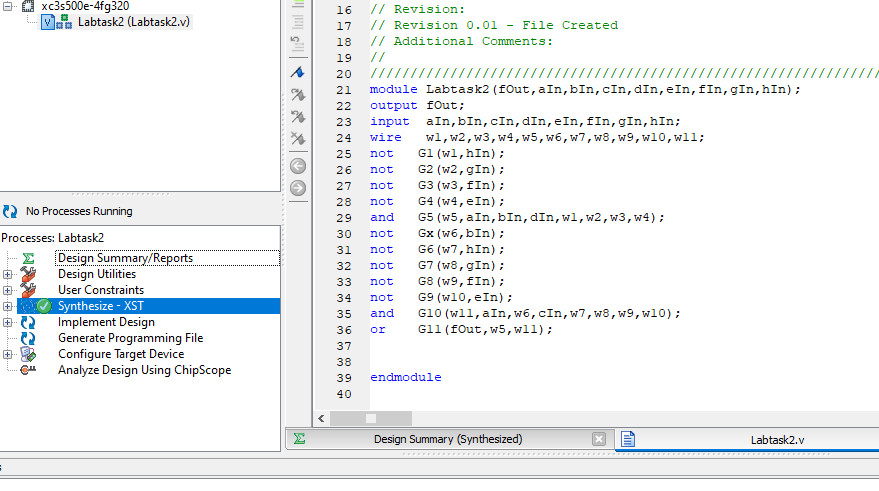 xc3s500e-4fg320
Labtask2 (Labtask2.v)
No Processes Running
Processes: Labtask2
Design Summary/Reports
Design Utilities
User Constraints
Synthesize - XST
Implement Design
Generate Programming File
Configure Target Device
Analyze Design Using ChipScope
16 // Revision:
17 // Revision 0.01 - File Created
18 // Additional Comments:
19 //
20 ////////////////////////////////////////////////////////////////
21 module Labtask2(fOut,aIn,bIn,cIn,dIn,eIn,fIn,gIn,hIn);
22 output fOut;
23 input aIn,bIn,cIn,dIn,eIn,fIn,gIn,hIn;
24 wire w1,w2,w3,w4,w5,w6,w7,w8,w9,w10,w11;
25 not G1(w1,hIn);
26 not G2(w2,gIn);
27 not G3(w3,fIn);
28 not G4(w4,eIn);
29 and G5(w5,aIn,bIn,dIn,w1,w2,w3,w4);
30 not Gx(w6,bIn);
31 not G6(w7,hIn);
32 not G7(w8,gIn);
33 not G8(w9,fIn);
34 not G9(w10,eIn);
35 and G10(w11,aIn,w6,cIn,w7,w8,w9,w10);
36 or G11(fOut,w5,w11);
37
38
39 endmodule
40
Design Summary (Synthesized)
Labtask2.v